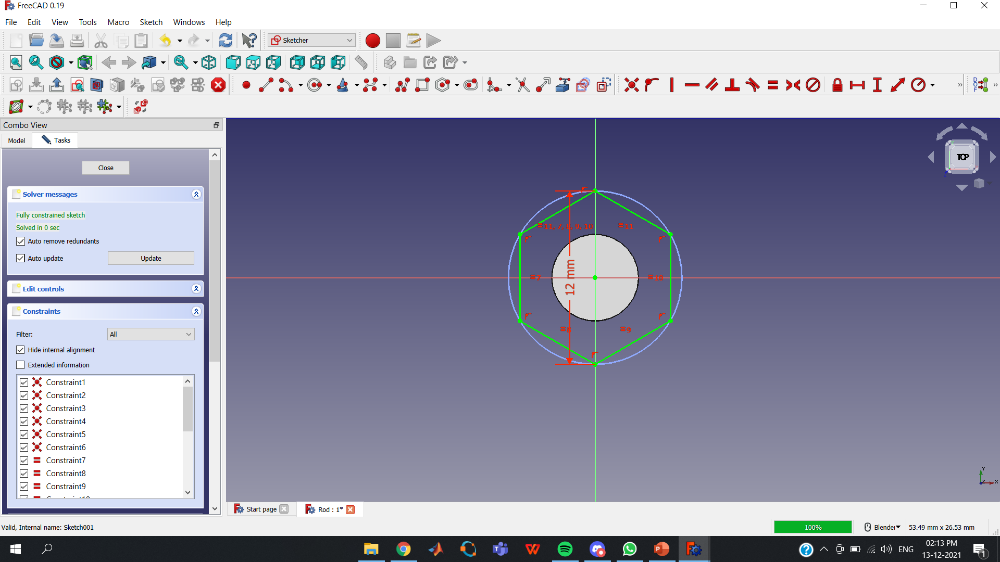 FreeCAD 0.19
File Edit View Tools Macro Sketch Windows Help
Sketcher
Combo View
Model Tasks
Close
Solver messages
Fully constrained sketch
Solved in 0 sec
Auto remove redundants
Auto update Update
Edit controls
Constraints
Filter: All
Hide internal alignment
Extended information
Constraint1
Constraint2
Constraint3
Constraint4
Constraint5
Constraint6
Constraint7
Constraint8
Constraint9
TOP
Z
11, 7, 8, 9, 10
11
12 mm
7
10
8
9
Y
Z X
Start page
Rod : 1*
Valid, Internal name: Sketch001
100%
Blender
53.49 mm x 26.53 mm
ENG
02:13 PM
13-12-2021
1